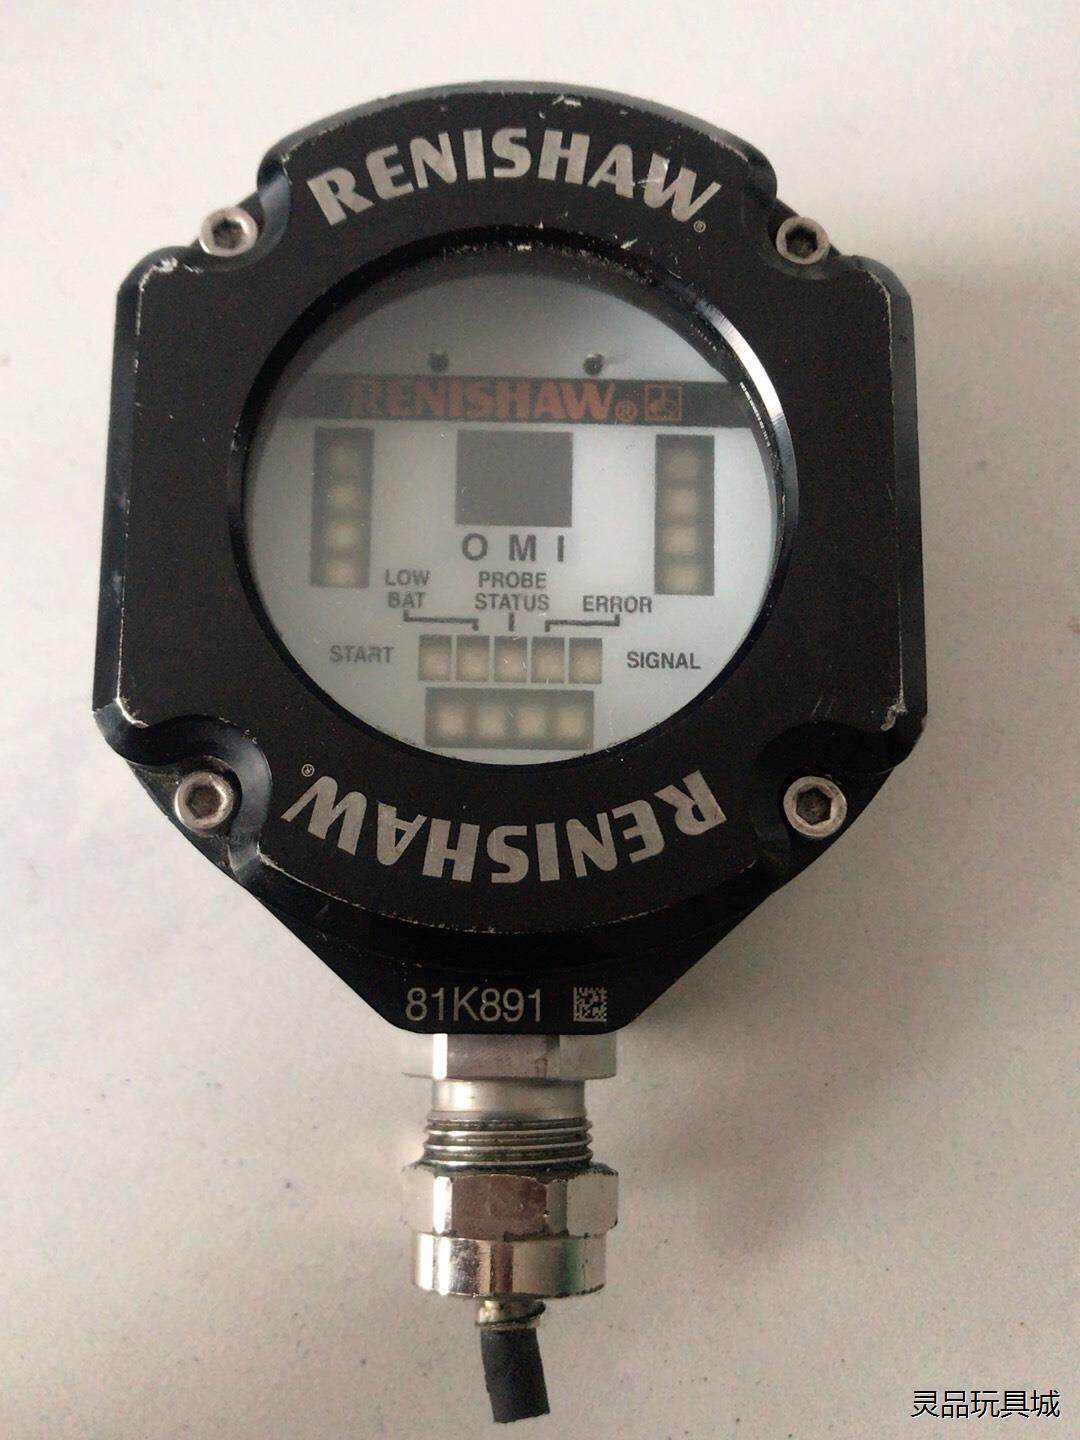 RENISHAW®
RENISHAW®
OMI
LOW BAT
PROBE STATUS
ERROR
START
SIGNAL
RENISHAW®
81K891
灵品玩具城